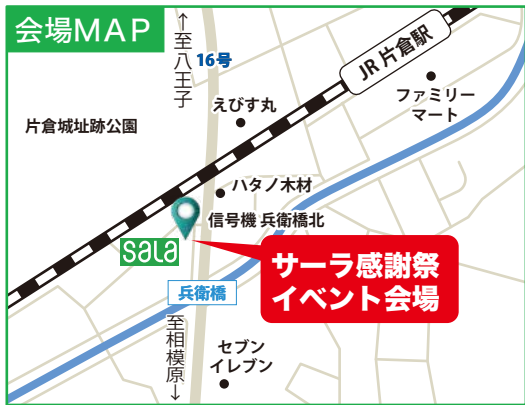 会場MAP
↑至八王子
16号
JR 片倉駅
ファミリー
マート
えびす丸
片倉城址跡公園
ハタノ木材
信号機 兵衛橋北
sala
サーラ感謝祭
イベント会場
兵衛橋
至相模原↓
セブン
イレブン